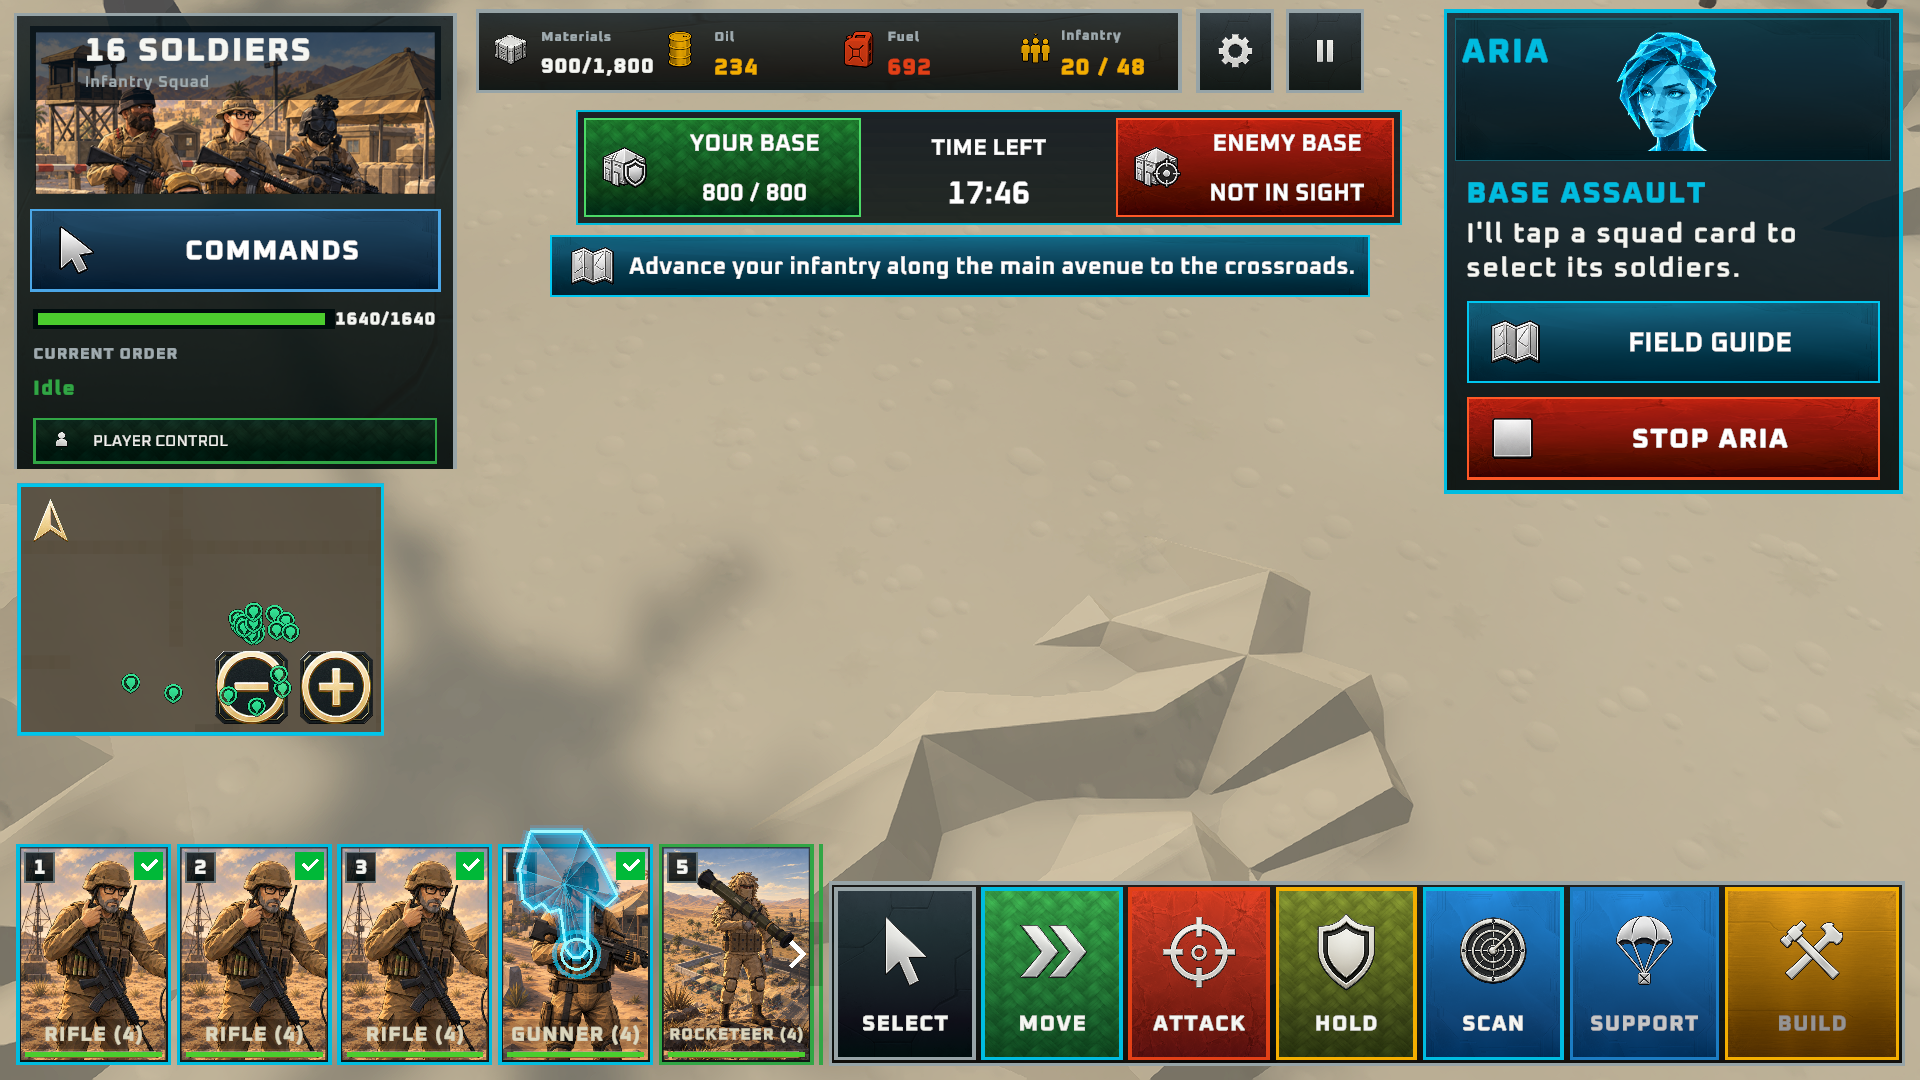 16 SOLDIERS
Infantry Squad
COMMANDS
1640/1640
CURRENT ORDER
Idle
PLAYER CONTROL
Materials
900/1,800
Oil
234
Fuel
692
Infantry
20 / 48
YOUR BASE
800 / 800
TIME LEFT
17:46
ENEMY BASE
NOT IN SIGHT
Advance your infantry along the main avenue to the crossroads.
ARIA
BASE ASSAULT
I'll tap a squad card to
select its soldiers.
FIELD GUIDE
STOP ARIA
1
RIFLE (4)
2
RIFLE (4)
3
RIFLE (4)
GUNNER (4)
5
ROCKETEER (4)
SELECT
MOVE
ATTACK
HOLD
SCAN
SUPPORT
BUILD